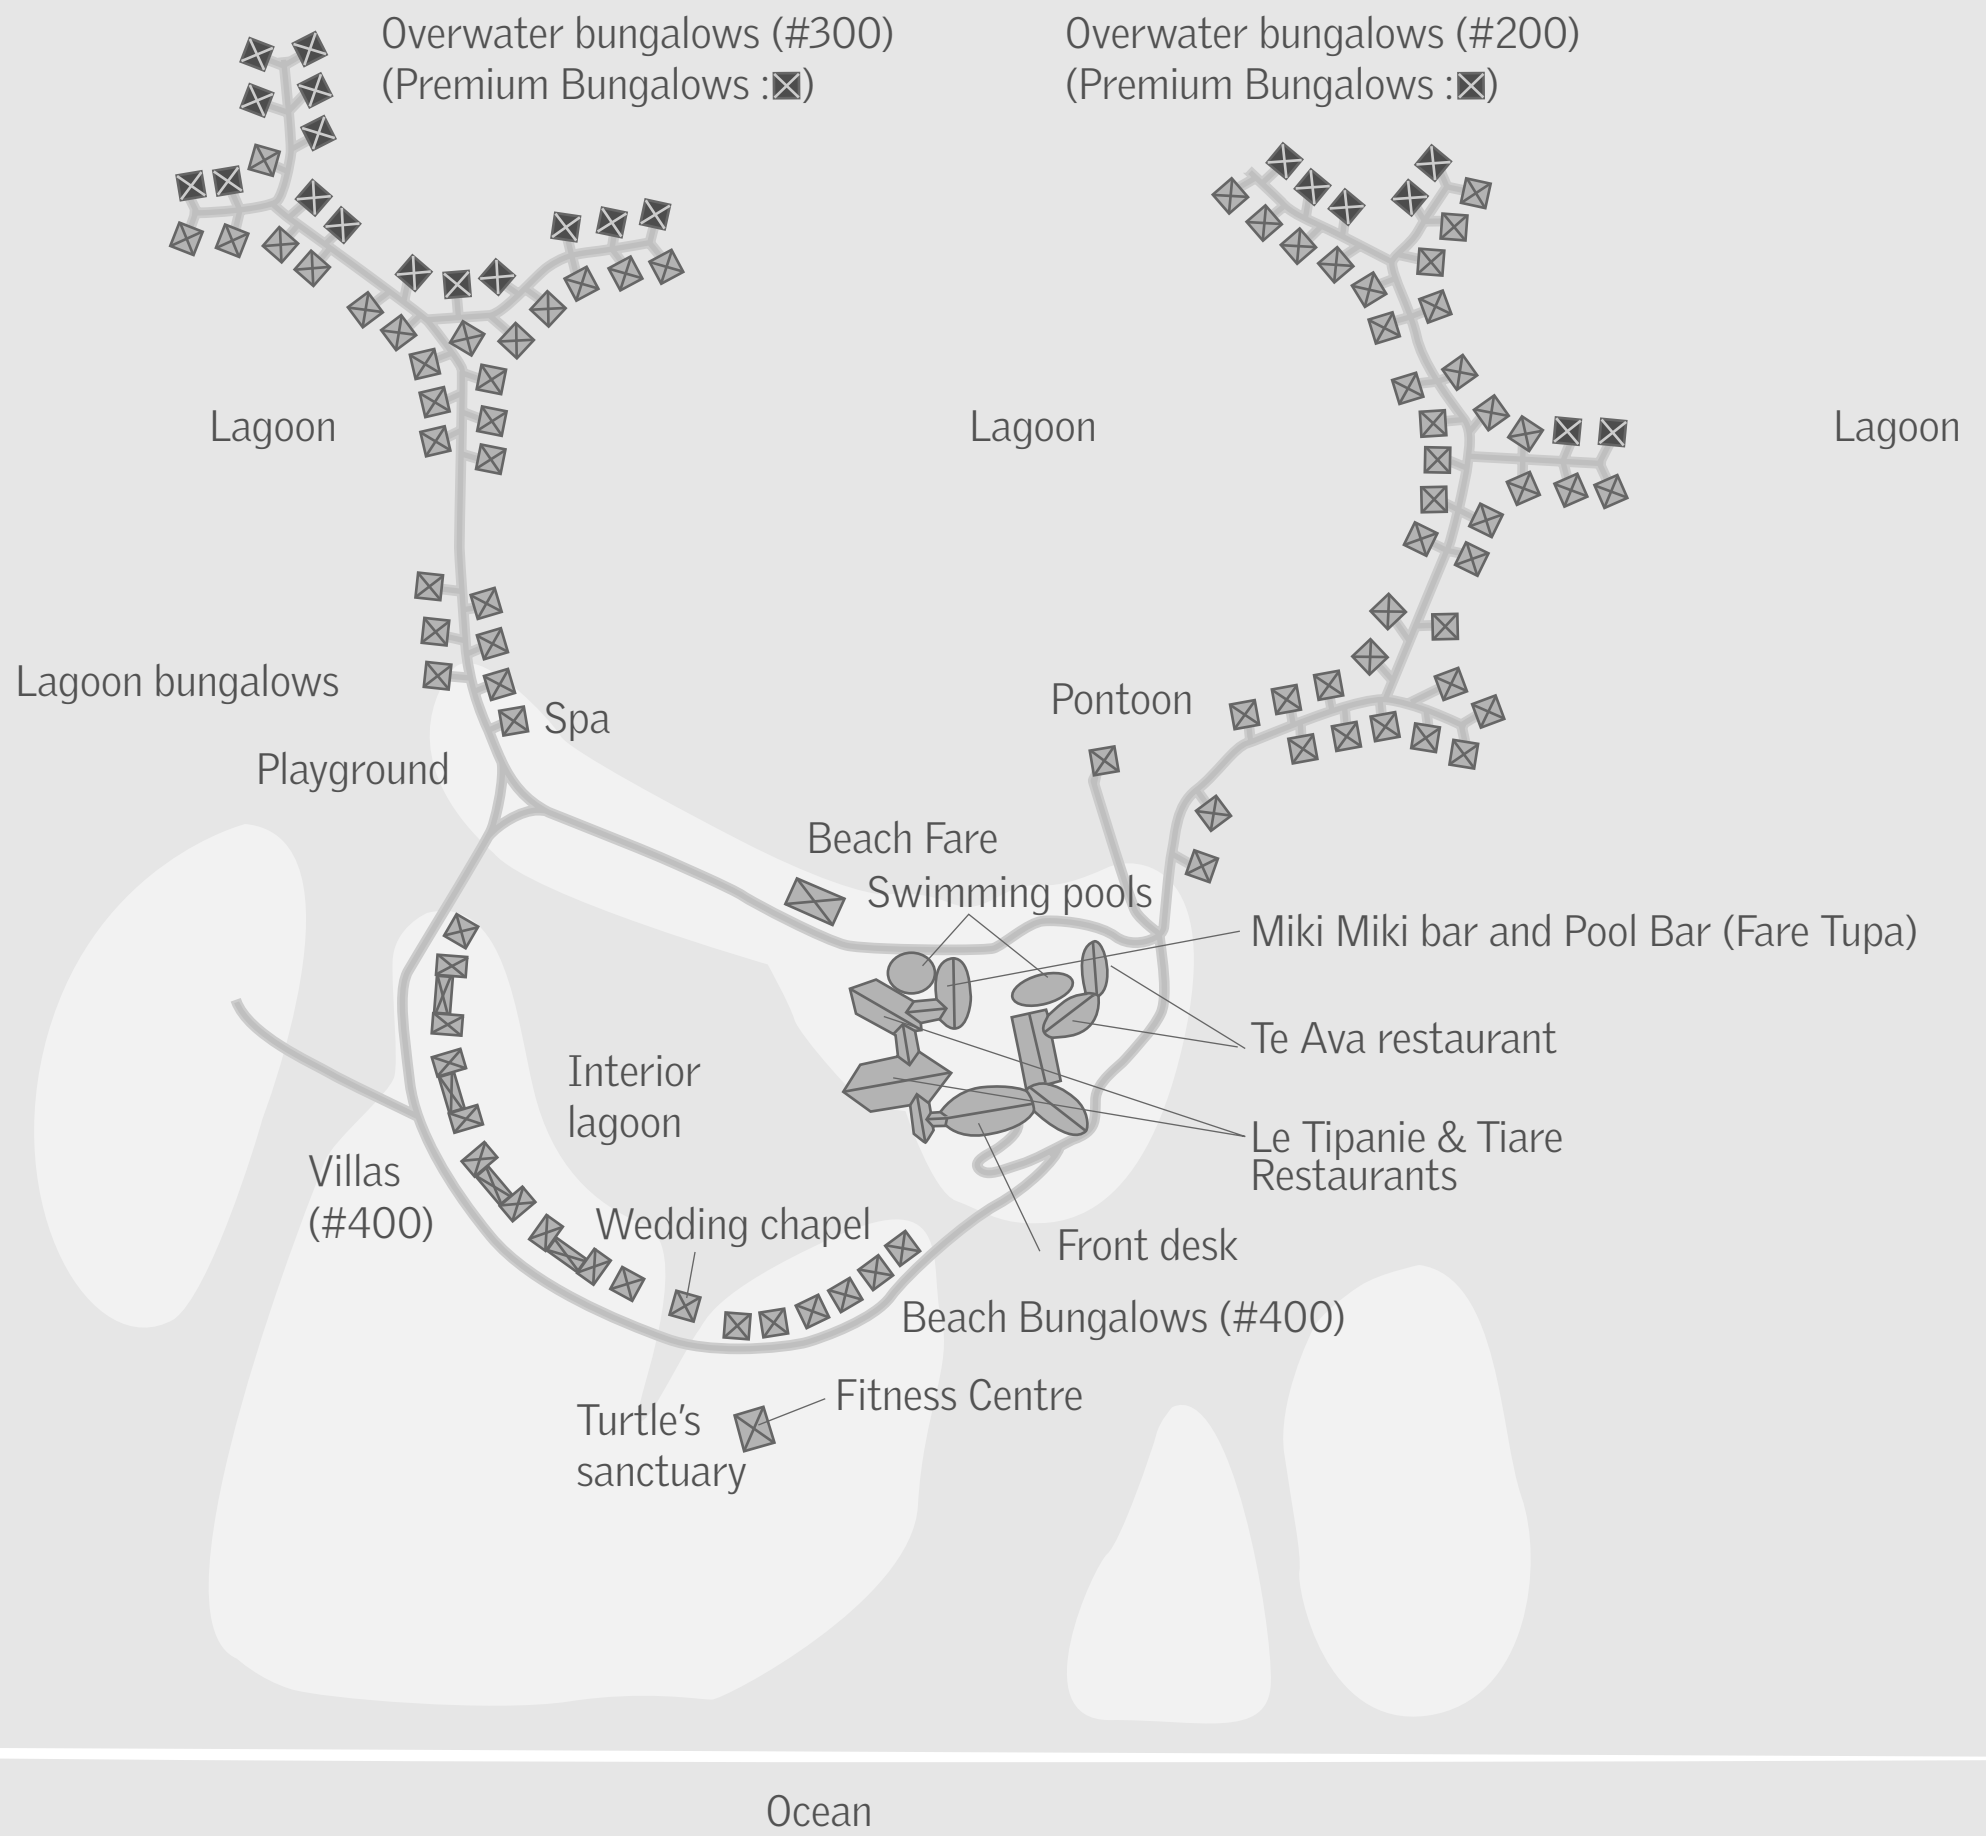 Overwater bungalows (#300)
(Premium Bungalows :)
Overwater bungalows (#200)
(Premium Bungalows :)
Lagoon
Lagoon
Lagoon
Lagoon bungalows
Spa
Pontoon
Playground
Beach Fare
Swimming pools
Miki Miki bar and Pool Bar (Fare Tupa)
Te Ava restaurant
Interior
lagoon
Le Tipanie & Tiare
Restaurants
Villas
(#400)
Wedding chapel
Front desk
Beach Bungalows (#400)
Fitness Centre
Turtle's
sanctuary
Ocean